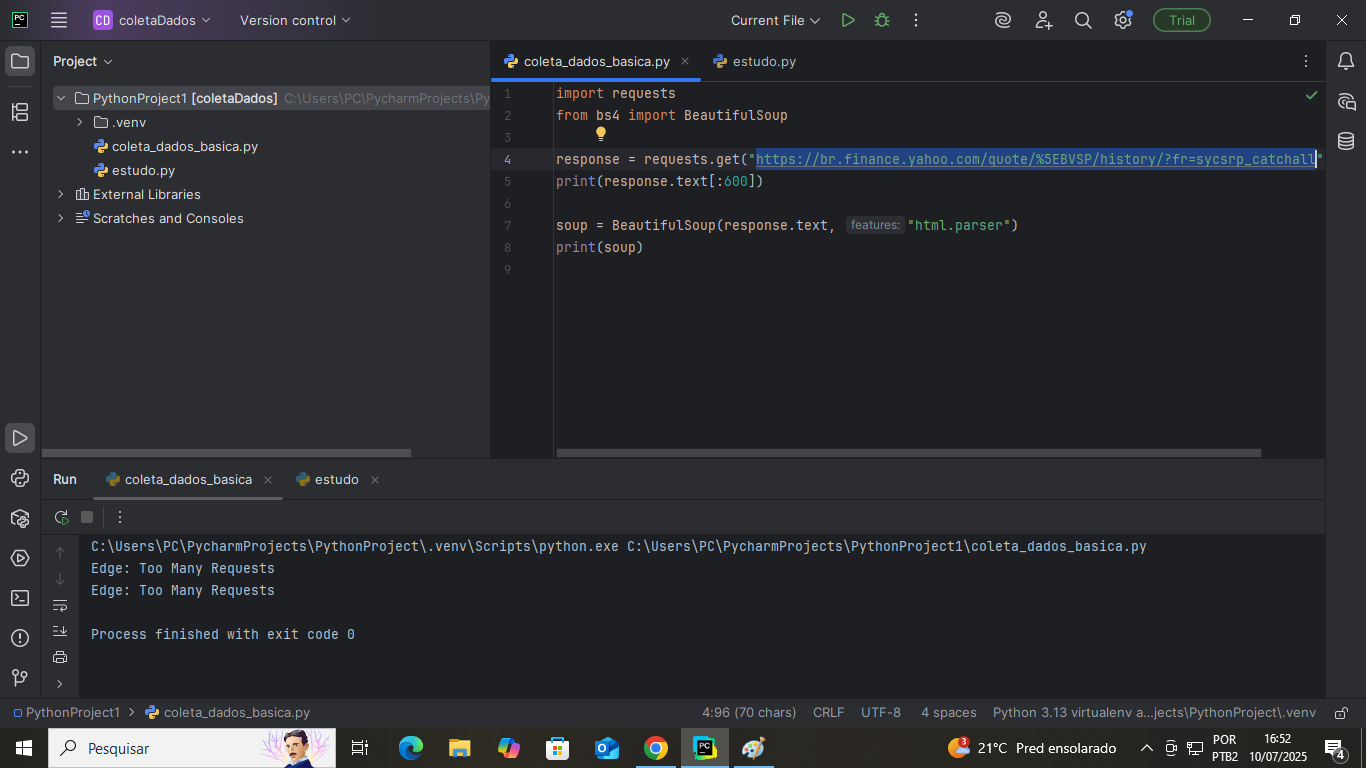 PC
CD coletaDados
Version control
Current File
Trial
Project
coleta_dados_basica.py
estudo.py
PythonProject1 [coletaDados] C:\Users\PC\PycharmProjects\Py
.venv
coleta_dados_basica.py
estudo.py
External Libraries
Scratches and Consoles
1 import requests
2 from bs4 import BeautifulSoup
3
4 response = requests.get("https://br.finance.yahoo.com/quote/%5EBVSP/history/?fr=sycsrp_catchall"
5 print(response.text[:600])
6
7 soup = BeautifulSoup(response.text, features: "html.parser")
8 print(soup)
9
Run
coleta_dados_basica
estudo
C:\Users\PC\PycharmProjects\PythonProject\.venv\Scripts\python.exe C:\Users\PC\PycharmProjects\PythonProject1\coleta_dados_basica.py
Edge: Too Many Requests
Edge: Too Many Requests
Process finished with exit code 0
PythonProject1 > coleta_dados_basica.py
4:96 (70 chars) CRLF UTF-8 4 spaces Python 3.13 virtualenv a...jects\PythonProject\.venv
Pesquisar
PC
3
21°C Pred ensolarado
POR
PTB2
16:52
10/07/2025
4